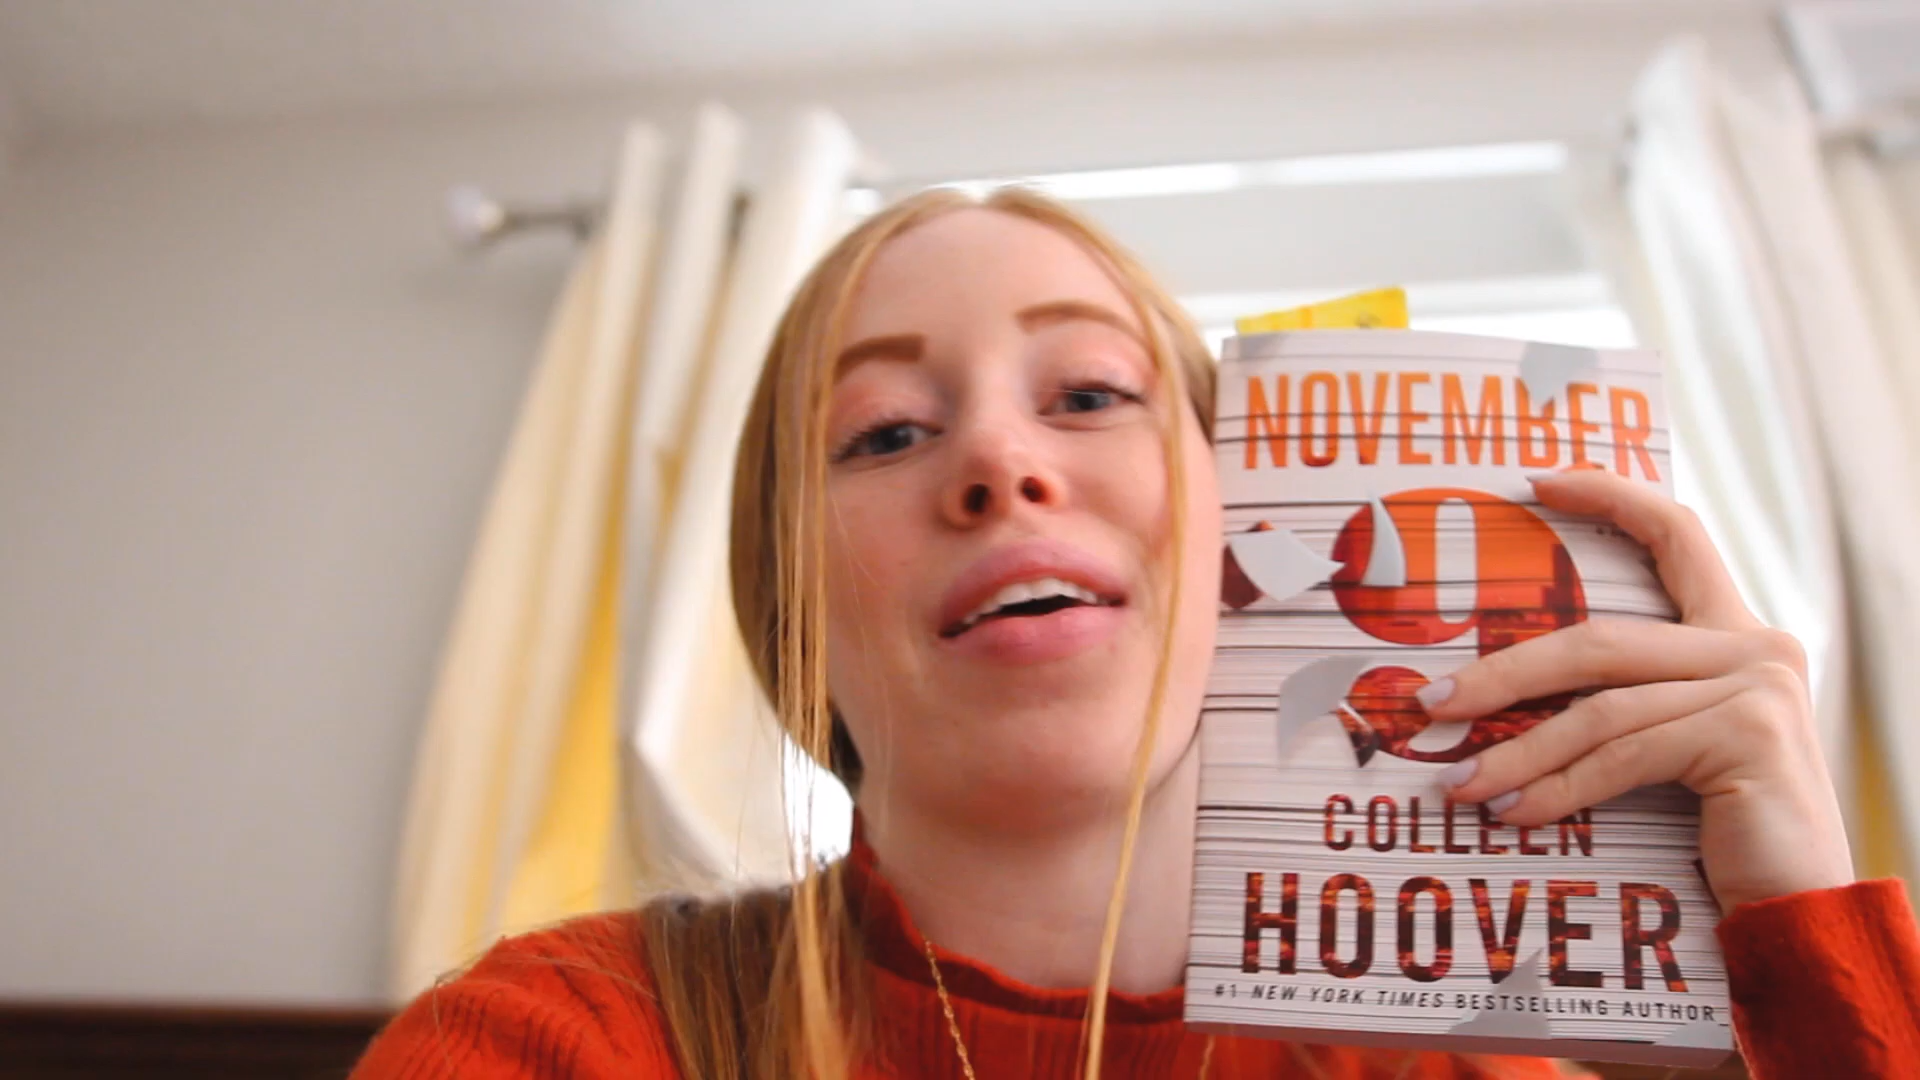 NOVEMBER
9
COLLEEN
HOOVER
#1 NEW YORK TIMES BESTSELLING AUTHOR